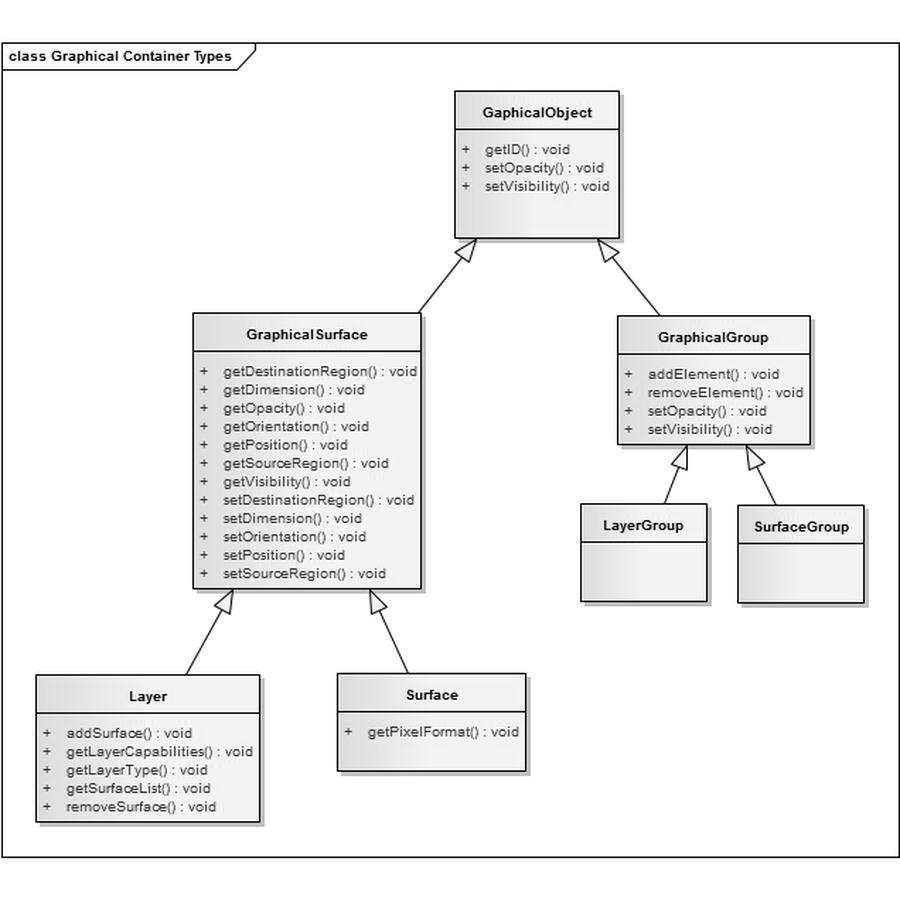 class Graphical Container Types
GaphicalObject
+ getID() : void
+ setOpacity() : void
+ setVisibility() : void
GraphicalSurface
+ getDestinationRegion() : void
+ getDimension() : void
+ getOpacity() : void
+ getOrientation() : void
+ getPosition() : void
+ getSourceRegion() : void
+ getVisibility() : void
+ setDestinationRegion() : void
+ setDimension() : void
+ setOrientation() : void
+ setPosition() : void
+ setSourceRegion() : void
GraphicalGroup
+ addElement() : void
+ removeElement() : void
+ setOpacity() : void
+ setVisibility() : void
LayerGroup
SurfaceGroup
Layer
+ addSurface() : void
+ getLayerCapabilities() : void
+ getLayerType() : void
+ getSurfaceList() : void
+ removeSurface() : void
Surface
+ getPixelFormat() : void